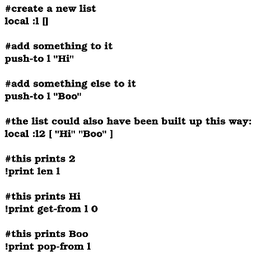 #create a new list
local :l []
#add something to it
push-to l "Hi"
#add something else to it
push-to l "Boo"
#the list could also have been built up this way:
local :l2 [ "Hi" "Boo" ]
#this prints 2
!print len l
#this prints Hi
!print get-from l 0
#this prints Boo
!print pop-from l